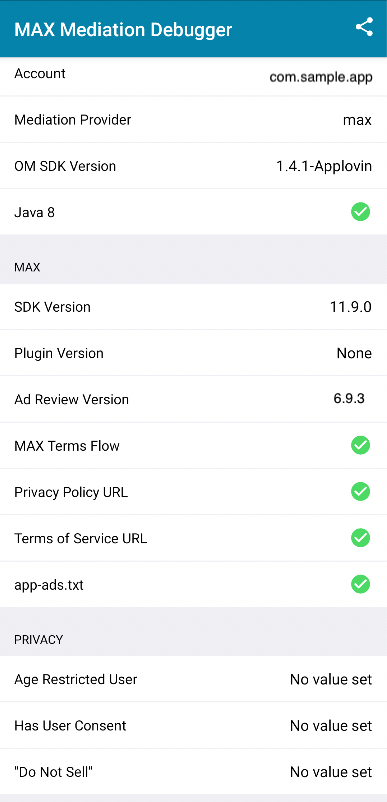 MAX Mediation Debugger
Account com.sample.app
Mediation Provider max
OM SDK Version 1.4.1-Applovin
Java 8
MAX
SDK Version 11.9.0
Plugin Version None
Ad Review Version 6.9.3
MAX Terms Flow
Privacy Policy URL
Terms of Service URL
app-ads.txt
PRIVACY
Age Restricted User No value set
Has User Consent No value set
"Do Not Sell" No value set